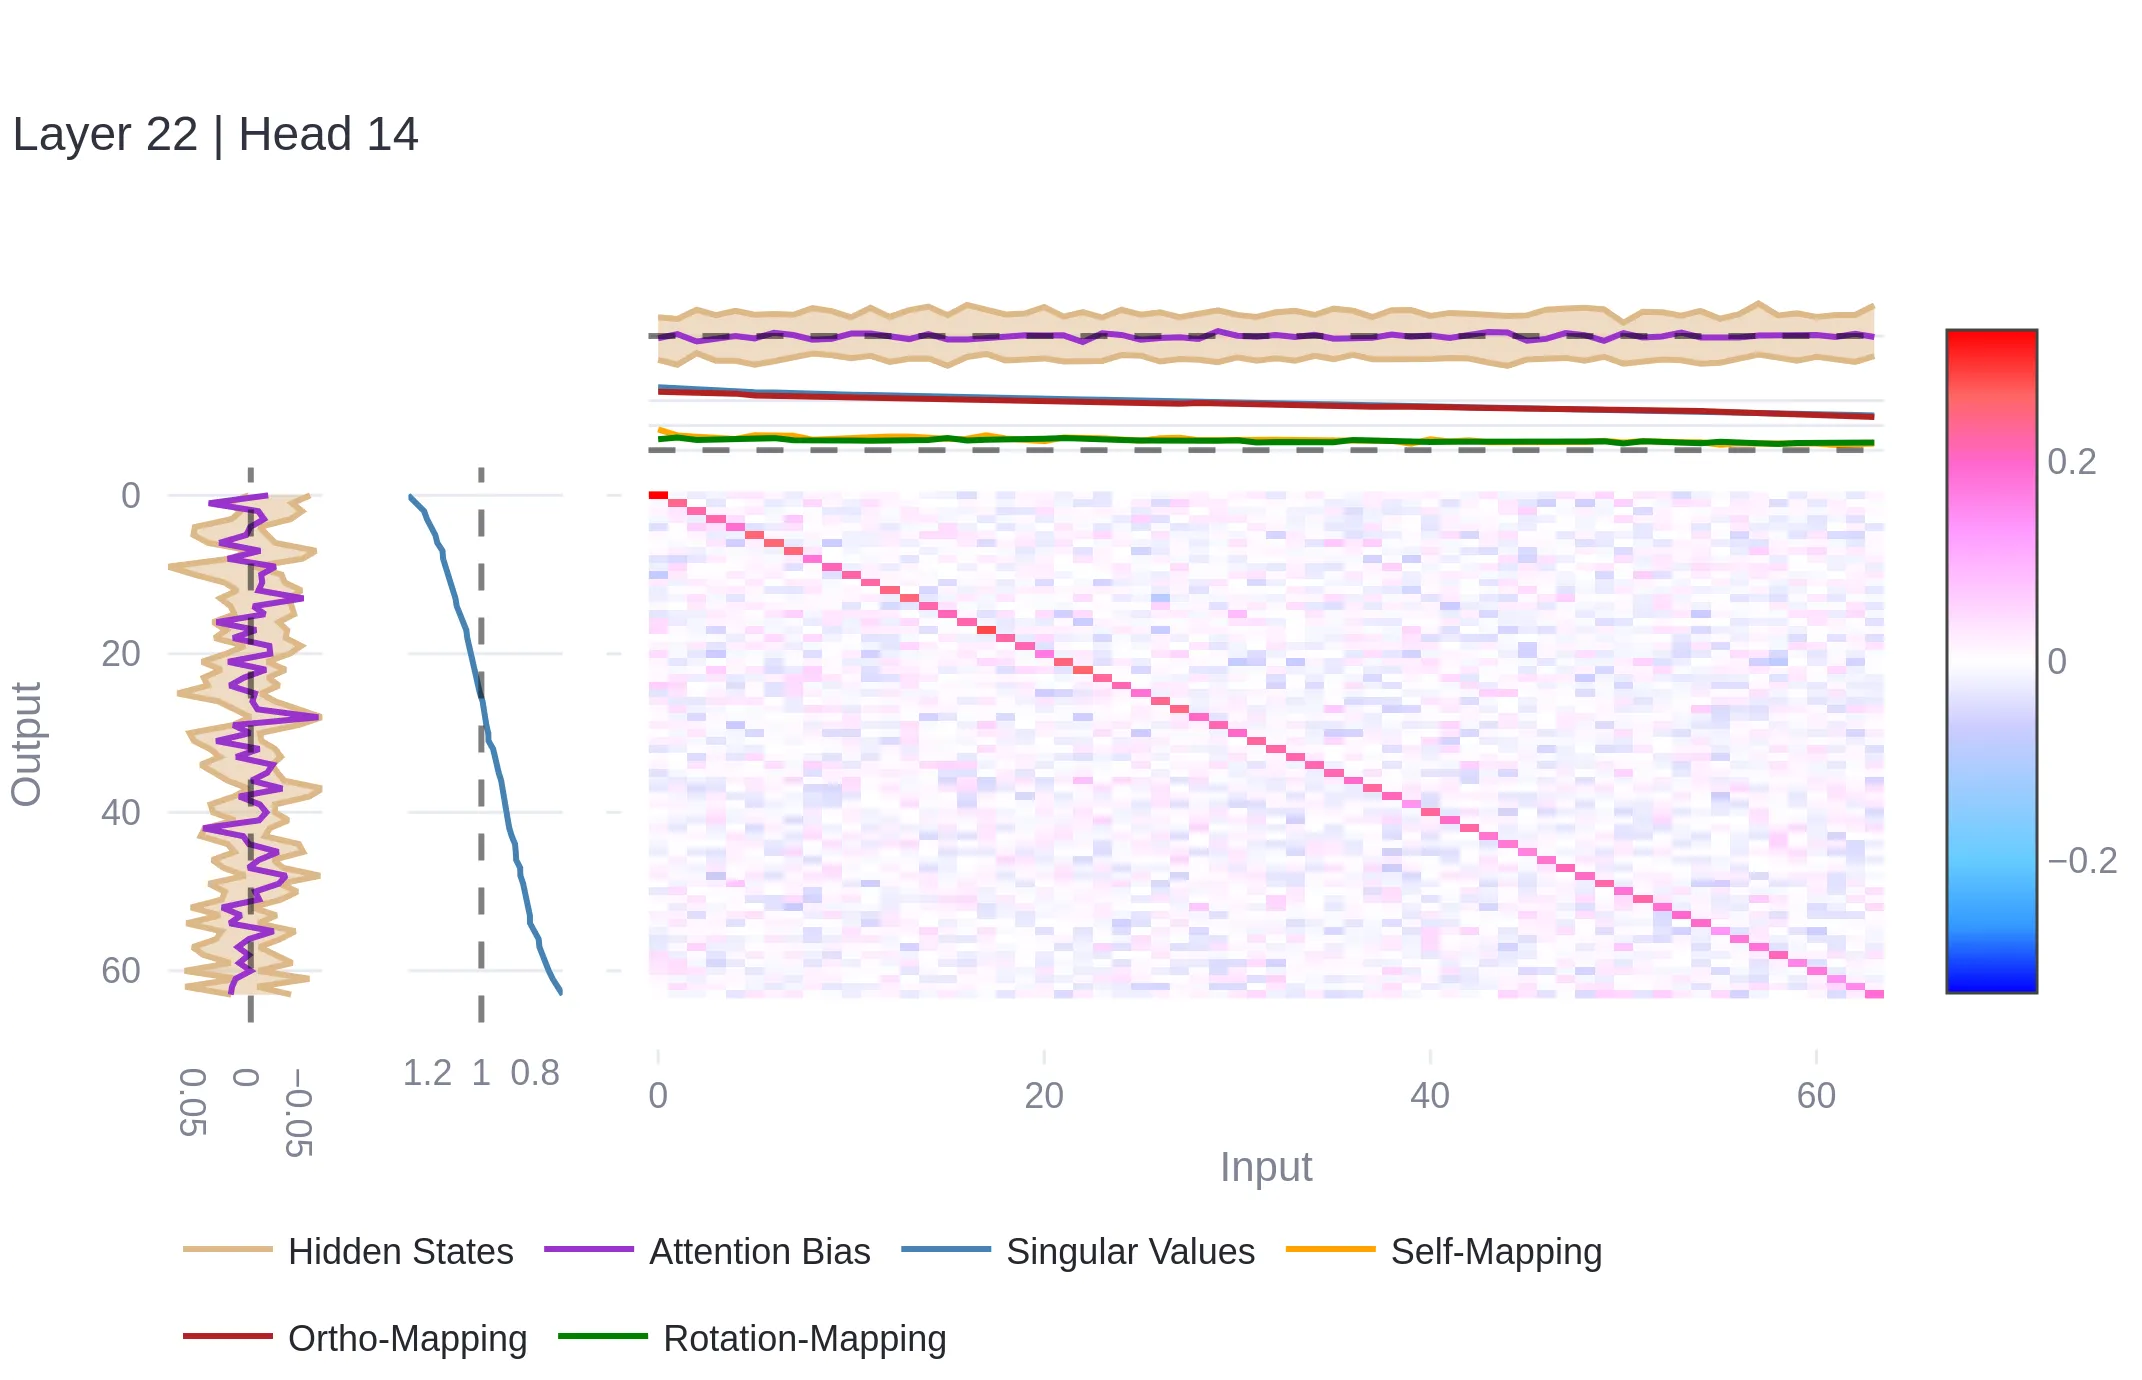 Layer 22 | Head 14
0
20
40
60
Output
0.05
0
−0.05
1.2
1
0.8
0
20
40
60
Input
0.2
0
−0.2
Hidden States
Attention Bias
Singular Values
Self-Mapping
Ortho-Mapping
Rotation-Mapping